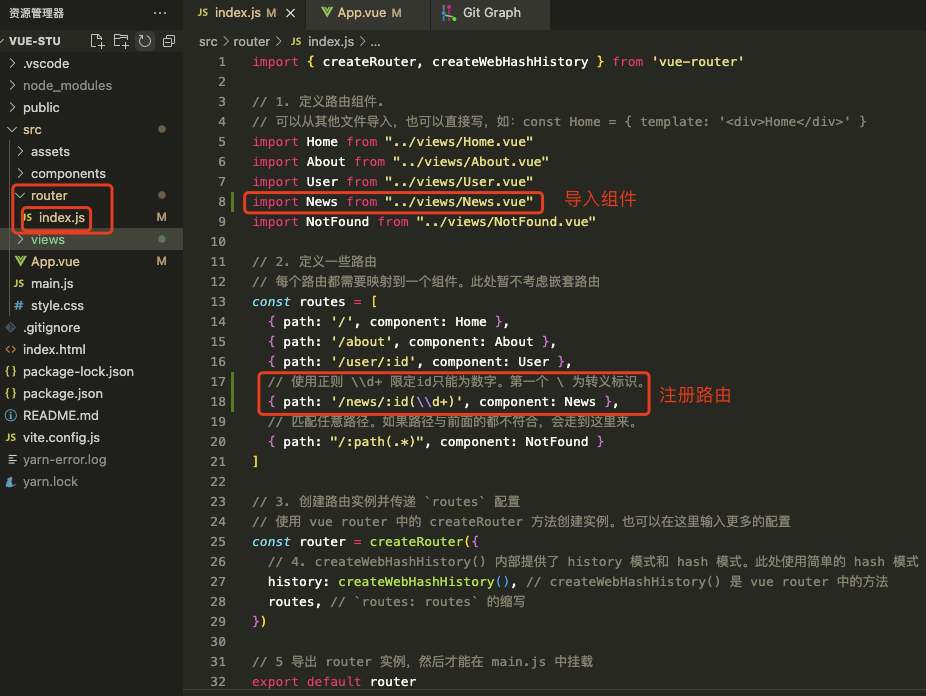 资源管理器 ...
VUE-STU
.vscode
node_modules
public
src
assets
components
router
JS index.js M
views
App.vue M
JS main.js
# style.css
.gitignore
<> index.html
{} package-lock.json
{} package.json
README.md
JS vite.config.js
yarn-error.log
yarn.lock
JS index.js M × App.vue M Git Graph
src > router > JS index.js > ...
1 import { createRouter, createWebHashHistory } from 'vue-router'
2
3 // 1. 定义路由组件.
4 // 可以从其他文件导入，也可以直接写，如：const Home = { template: '<div>Home</div>' }
5 import Home from "../views/Home.vue"
6 import About from "../views/About.vue"
7 import User from "../views/User.vue"
8 import News from "../views/News.vue" 导入组件
9 import NotFound from "../views/NotFound.vue"
10
11 // 2. 定义一些路由
12 // 每个路由都需要映射到一个组件。此处暂不考虑嵌套路由
13 const routes = [
14 { path: '/', component: Home },
15 { path: '/about', component: About },
16 { path: '/user/:id', component: User },
17 // 使用正则 \\d+ 限定id只能为数字。第一个 \ 为转义标识。
18 { path: '/news/:id(\\d+)', component: News }, 注册路由
19 // 匹配任意路径。如果路径与前面的都不符合，会走到这里来。
20 { path: "/:path(.*)", component: NotFound }
21 ]
22
23 // 3. 创建路由实例并传递 `routes` 配置
24 // 使用 vue router 中的 createRouter 方法创建实例。也可以在这里输入更多的配置
25 const router = createRouter({
26 // 4. createWebHashHistory() 内部提供了 history 模式和 hash 模式。此处使用简单的 hash 模式
27 history: createWebHashHistory(), // createWebHashHistory() 是 vue router 中的方法
28 routes, // `routes: routes` 的缩写
29 })
30
31 // 5 导出 router 实例，然后才能在 main.js 中挂载
32 export default router